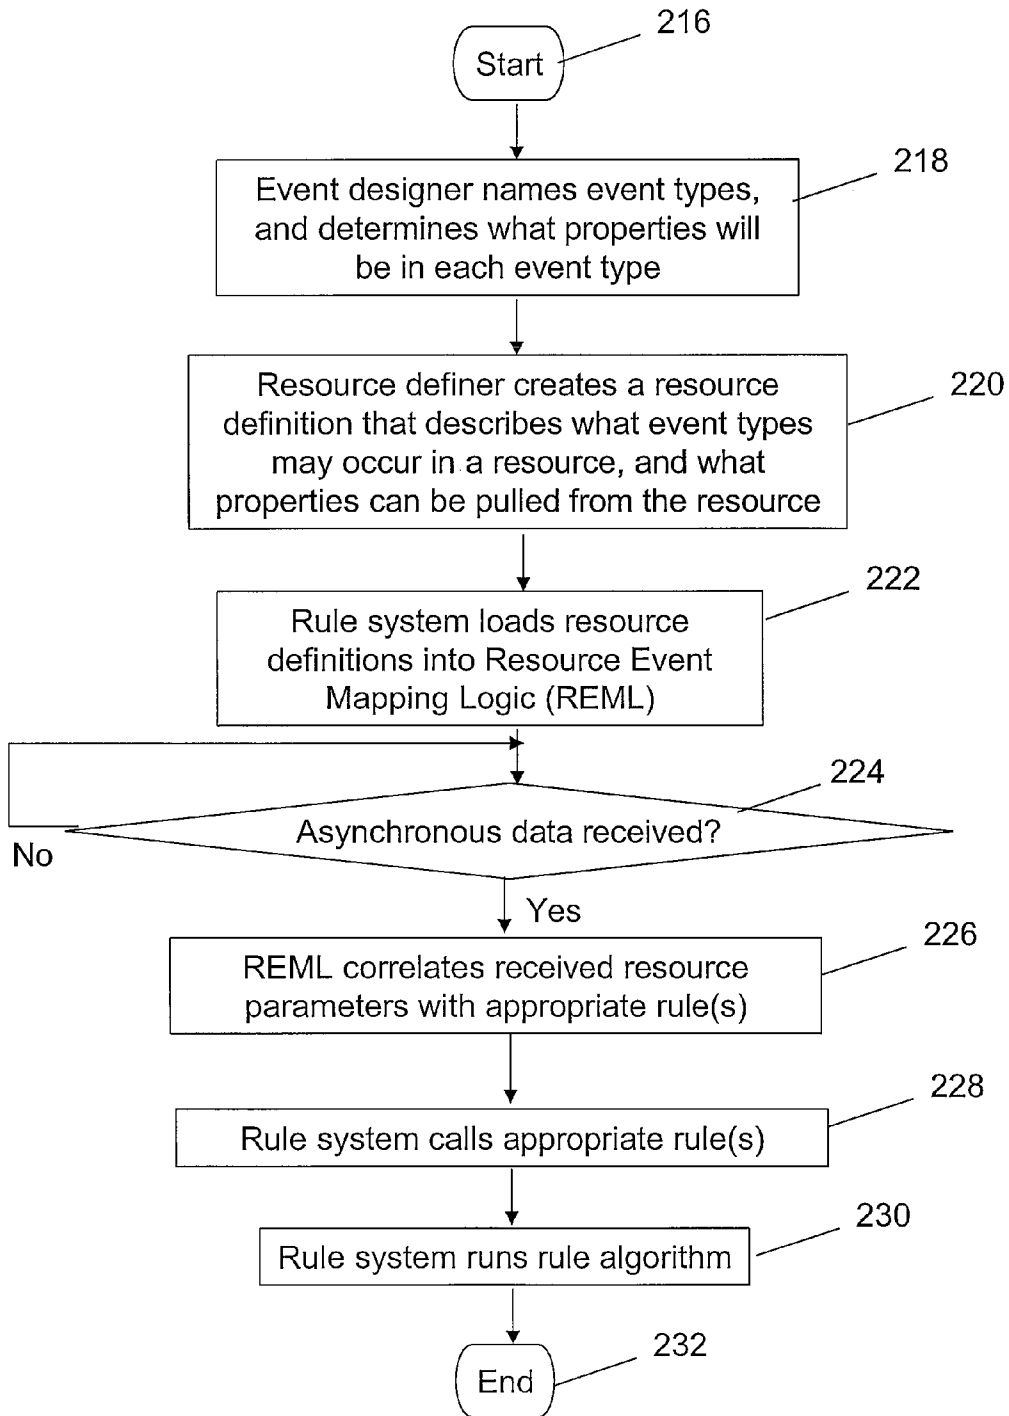 216
Start
218
Event designer names event types,
and determines what properties will
be in each event type
220
Resource definer creates a resource
definition that describes what event types
may occur in a resource, and what
properties can be pulled from the resource
222
Rule system loads resource
definitions into Resource Event
Mapping Logic (REML)
224
Asynchronous data received?
No
Yes
226
REML correlates received resource
parameters with appropriate rule(s)
228
Rule system calls appropriate rule(s)
230
Rule system runs rule algorithm
232
End